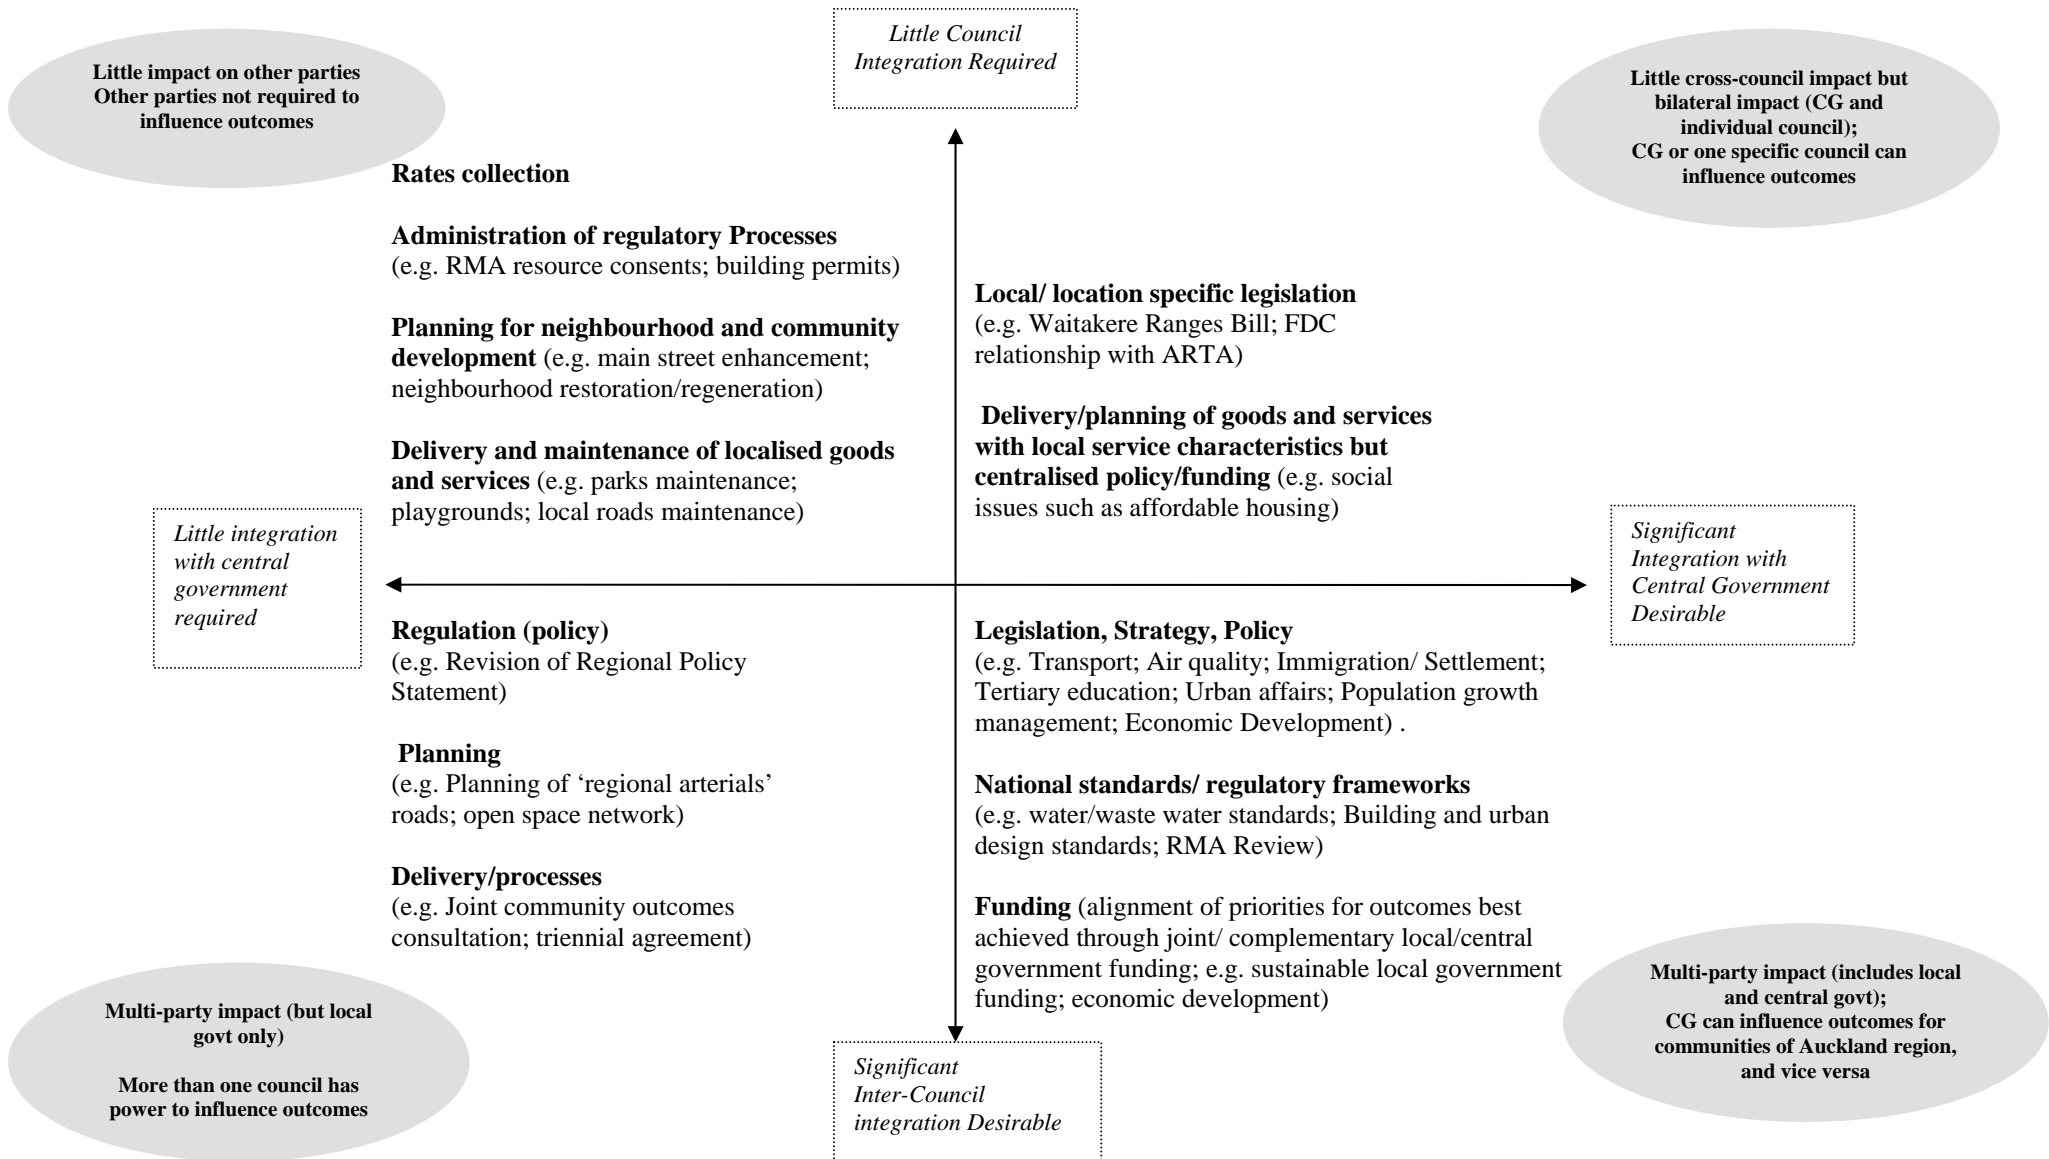 Little Council
Integration Required
Little impact on other parties
Other parties not required to
influence outcomes
Little cross-council impact but
bilateral impact (CG and
individual council);
CG or one specific council can
influence outcomes
Rates collection
Administration of regulatory Processes
(e.g. RMA resource consents; building permits)
Planning for neighbourhood and community
development (e.g. main street enhancement;
neighbourhood restoration/regeneration)
Delivery and maintenance of localised goods
and services (e.g. parks maintenance;
playgrounds; local roads maintenance)
Local/ location specific legislation
(e.g. Waitakere Ranges Bill; FDC
relationship with ARTA)
Delivery/planning of goods and services
with local service characteristics but
centralised policy/funding (e.g. social
issues such as affordable housing)
Little integration
with central
government
required
Significant
Integration with
Central Government
Desirable
Regulation (policy)
(e.g. Revision of Regional Policy
Statement)
Planning
(e.g. Planning of ‘regional arterials’
roads; open space network)
Delivery/processes
(e.g. Joint community outcomes
consultation; triennial agreement)
Legislation, Strategy, Policy
(e.g. Transport; Air quality; Immigration/ Settlement;
Tertiary education; Urban affairs; Population growth
management; Economic Development) .
National standards/ regulatory frameworks
(e.g. water/waste water standards; Building and urban
design standards; RMA Review)
Funding (alignment of priorities for outcomes best
achieved through joint/ complementary local/central
government funding; e.g. sustainable local government
funding; economic development)
Multi-party impact (but local
govt only)
More than one council has
power to influence outcomes
Significant
Inter-Council
integration Desirable
Multi-party impact (includes local
and central govt);
CG can influence outcomes for
communities of Auckland region,
and vice versa